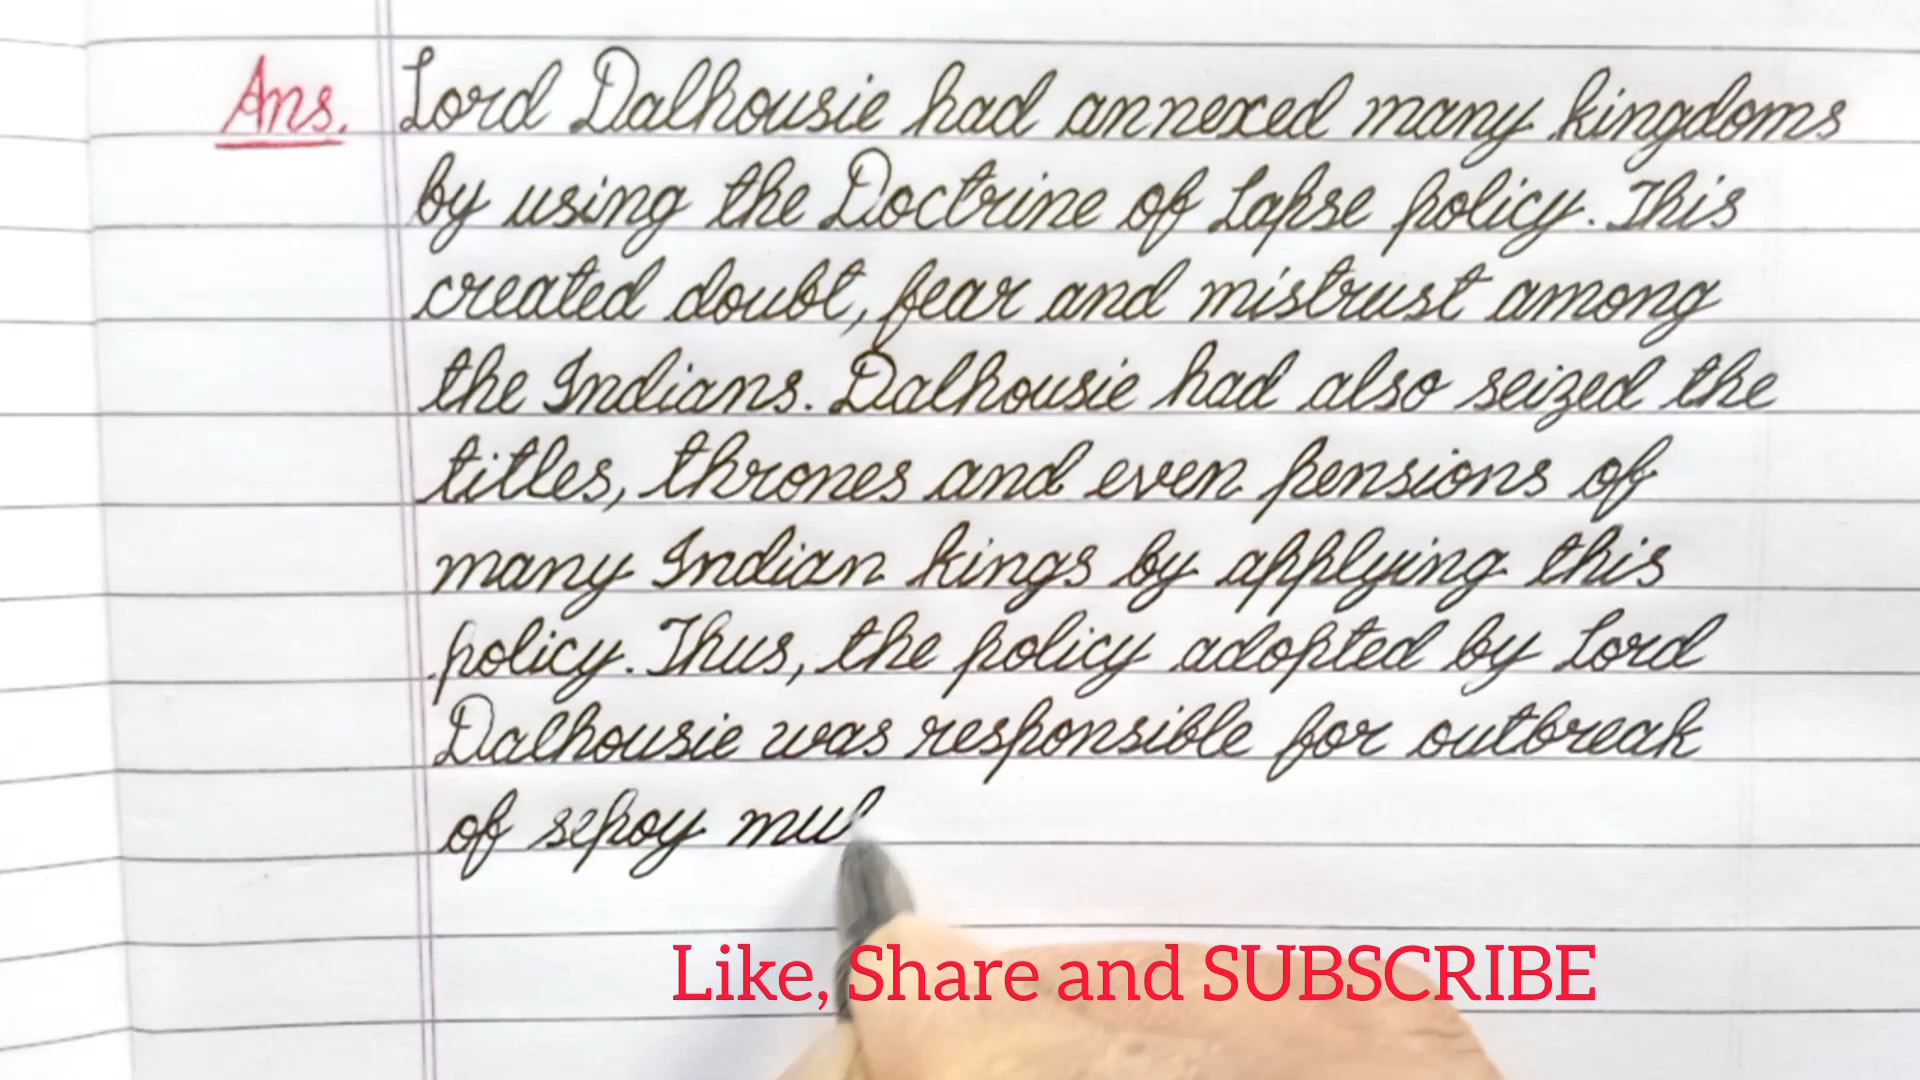 Ans. Lord Dalhousie had annexed many kingdoms
by using the Doctrine of Lapse policy. This
created doubt, fear and mistrust among
the Indians. Dalhousie had also seized the
titles, thrones and even pensions of
many Indian kings by applying this
policy. Thus, the policy adopted by Lord
Dalhousie was responsible for outbreak
of sepoy mut
Like, Share and SUBSCRIBE